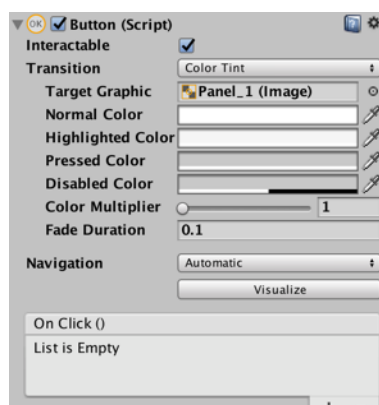 OK Button (Script)
Interactable
Transition Color Tint
Target Graphic Panel_1 (Image)
Normal Color
Highlighted Color
Pressed Color
Disabled Color
Color Multiplier 1
Fade Duration 0.1
Navigation Automatic
Visualize
On Click ()
List is Empty